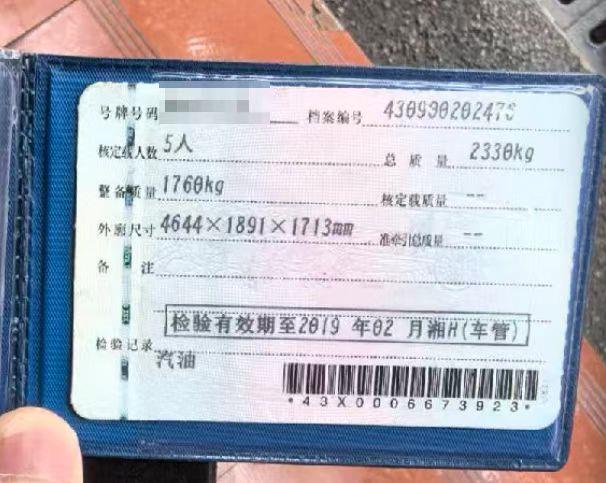 号牌号码 档案编号 430990202476
核定载人数 5人 总质量 2330kg
整备质量 1760kg 核定载质量 --
外廓尺寸 4644×1891×1713mm 准牵引总质量 --
备注
检验有效期至2019 年02 月湘H(车管)
检验记录
汽油
*43X0006673923*